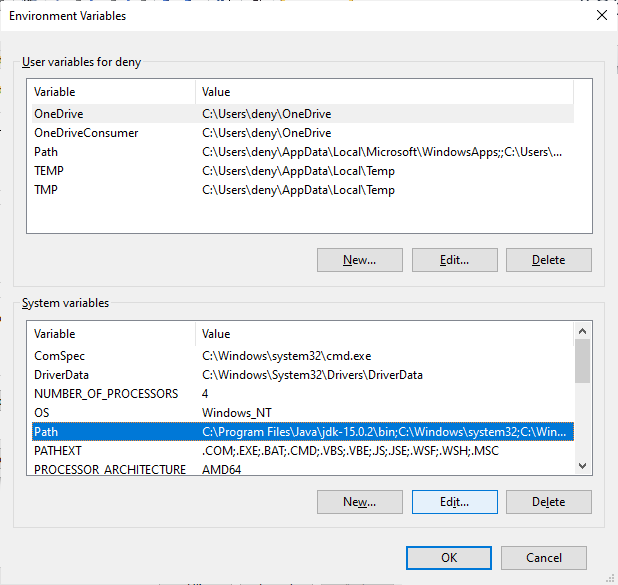 Environment Variables
User variables for deny
Variable Value
OneDrive C:\Users\deny\OneDrive
OneDriveConsumer C:\Users\deny\OneDrive
Path C:\Users\deny\AppData\Local\Microsoft\WindowsApps;;C:\Users\...
TEMP C:\Users\deny\AppData\Local\Temp
TMP C:\Users\deny\AppData\Local\Temp
New... Edit... Delete
System variables
Variable Value
ComSpec C:\Windows\system32\cmd.exe
DriverData C:\Windows\System32\Drivers\DriverData
NUMBER_OF_PROCESSORS 4
OS Windows_NT
Path C:\Program Files\Java\jdk-15.0.2\bin;C:\Windows\system32;C:\Win...
PATHEXT .COM;.EXE;.BAT;.CMD;.VBS;.VBE;.JS;.JSE;.WSF;.WSH;.MSC
PROCESSOR_ARCHITECTURE AMD64
New... Edit... Delete
OK Cancel